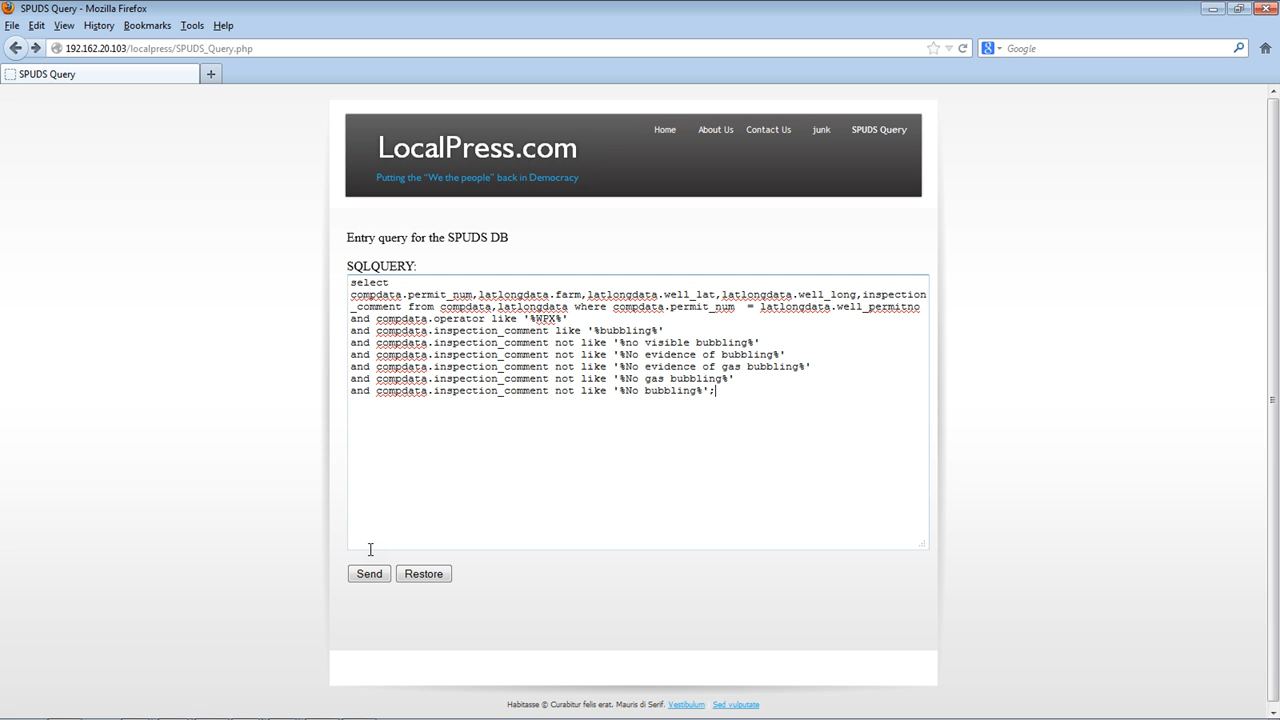 SPUDS Query - Mozilla Firefox
File Edit View History Bookmarks Tools Help
192.162.20.103/localpress/SPUDS_Query.php
Google
SPUDS Query
Home About Us Contact Us junk SPUDS Query
LocalPress.com
Putting the "We the people" back in Democracy
Entry query for the SPUDS DB
SQLQUERY:
select
compdata.permit_num,latlongdata.farm,latlongdata.well_lat,latlongdata.well_long,inspection
_comment from compdata,latlongdata where compdata.permit_num  = latlongdata.well_permitno
and compdata.operator like '%WPX%'
and compdata.inspection_comment like '%bubbling%'
and compdata.inspection_comment not like '%no visible bubbling%'
and compdata.inspection_comment not like '%No evidence of bubbling%'
and compdata.inspection_comment not like '%No evidence of gas bubbling%'
and compdata.inspection_comment not like '%No gas bubbling%'
and compdata.inspection_comment not like '%No bubbling%';
Send Restore
Habitasse © Curabitur felis erat. Mauris di Serif. Vestibulum Sed vulputate